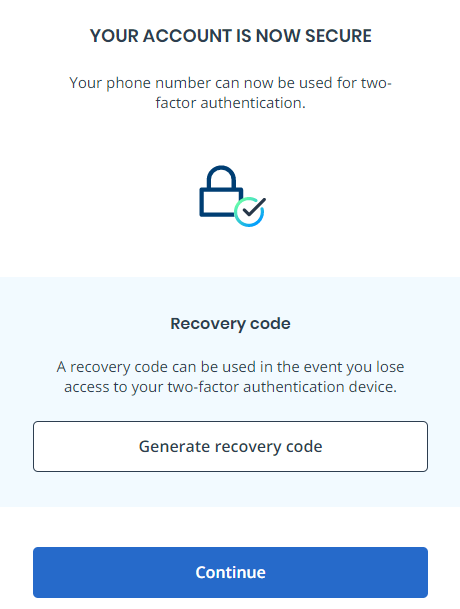 YOUR ACCOUNT IS NOW SECURE
Your phone number can now be used for two-
factor authentication.
Recovery code
A recovery code can be used in the event you lose
access to your two-factor authentication device.
Generate recovery code
Continue